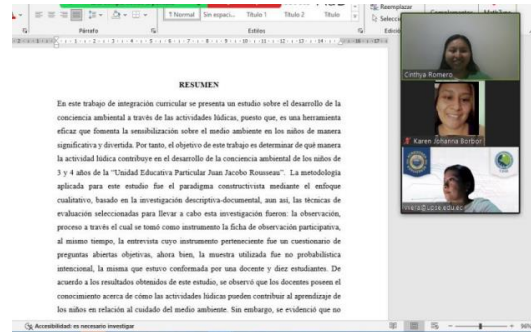 Normal
Sin espaci...
Título 1
Título 2
Título
Reemplazar
Párrafo
Estilos
Cinthya Romero
Karen Johanna Borbor
RESUMEN
En este trabajo de integración curricular se presenta un estudio sobre el desarrollo de la
conciencia ambiental a través de las actividades lúdicas, puesto que, es una herramienta
eficaz que fomenta la sensibilización sobre el medio ambiente en los niños de manera
significativa y divertida. Por tanto, el objetivo de este trabajo es determinar de qué manera
la actividad lúdica contribuye en el desarrollo de la conciencia ambiental de los niños de
3 y 4 años de la "Unidad Educativa Particular Juan Jacobo Rousseau". La metodología
aplicada para este estudio fue el paradigma constructivista mediante el enfoque
cualitativo, basado en la investigación descriptiva-documental, aun así, las técnicas de
evaluación seleccionadas para llevar a cabo esta investigación fueron: la observación,
proceso a través el cual se tomó como instrumento la ficha de observación participativa,
al mismo tiempo, la entrevista cuyo instrumento perteneciente fue un cuestionario de
preguntas abiertas objetivas, ahora bien, la muestra utilizada fue no probabilística
intencional, la misma que estuvo conformada por una docente y diez estudiantes. De
acuerdo a los resultados obtenidos de este estudio, se observó que los docentes poseen el
conocimiento acerca de cómo las actividades lúdicas pueden contribuir al aprendizaje de
los niños en relación al cuidado del medio ambiente. Sin embargo, se evidenció que no
Accesibilidad: es necesario investigar